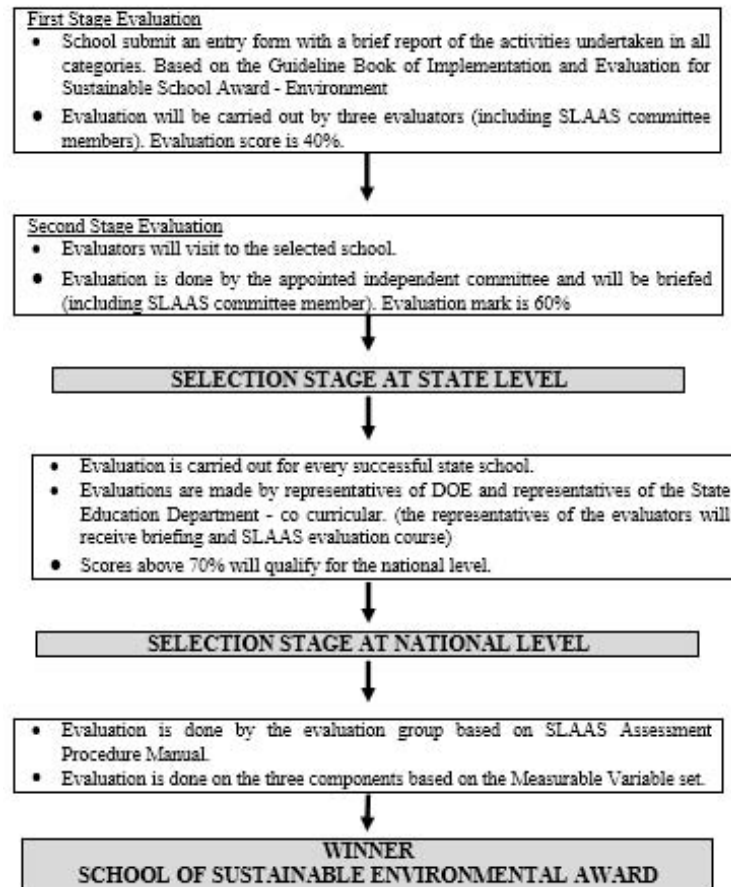 First Stage Evaluation
• School submit an entry form with a brief report of the activities undertaken in all
categories. Based on the Guideline Book of Implementation and Evaluation for
Sustainable School Award - Environment
• Evaluation will be carried out by three evaluators (including SLAAS committee
members). Evaluation score is 40%.
Second Stage Evaluation
• Evaluators will visit to the selected school.
• Evaluation is done by the appointed independent committee and will be briefed
(including SLAAS committee member). Evaluation mark is 60%
SELECTION STAGE AT STATE LEVEL
• Evaluation is carried out for every successful state school.
• Evaluations are made by representatives of DOE and representatives of the State
Education Department - co curricular. (the representatives of the evaluators will
receive briefing and SLAAS evaluation course)
• Scores above 70% will qualify for the national level.
SELECTION STAGE AT NATIONAL LEVEL
• Evaluation is done by the evaluation group based on SLAAS Assessment
Procedure Manual.
• Evaluation is done on the three components based on the Measurable Variable set.
WINNER
SCHOOL OF SUSTAINABLE ENVIRONMENTAL AWARD